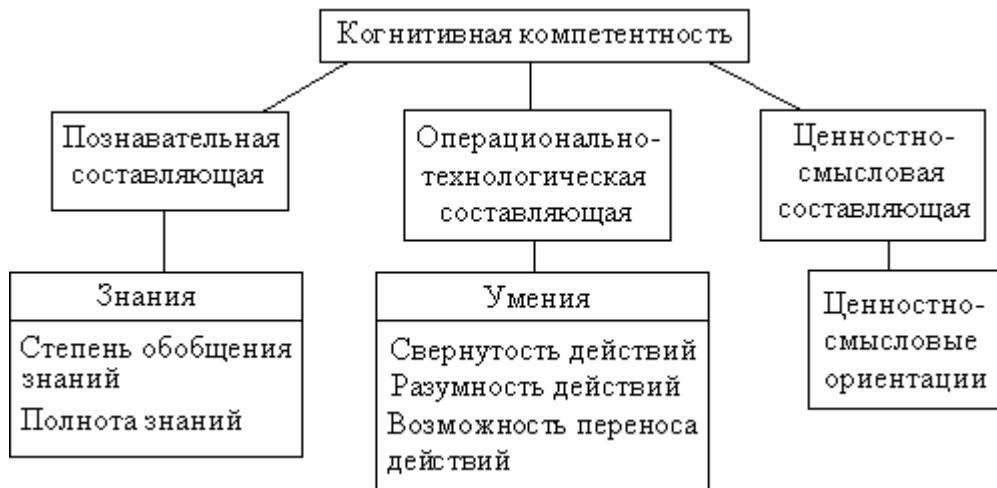 Когнитивная компетентность
Познавательная
составляющая
Операционально-
технологическая
составляющая
Ценностно-
смысловая
составляющая
Знания
Степень обобщения
знаний
Полнота знаний
Умения
Свернутость действий
Разумность действий
Возможность переноса
действий
Ценностно-
смысловые
ориентации